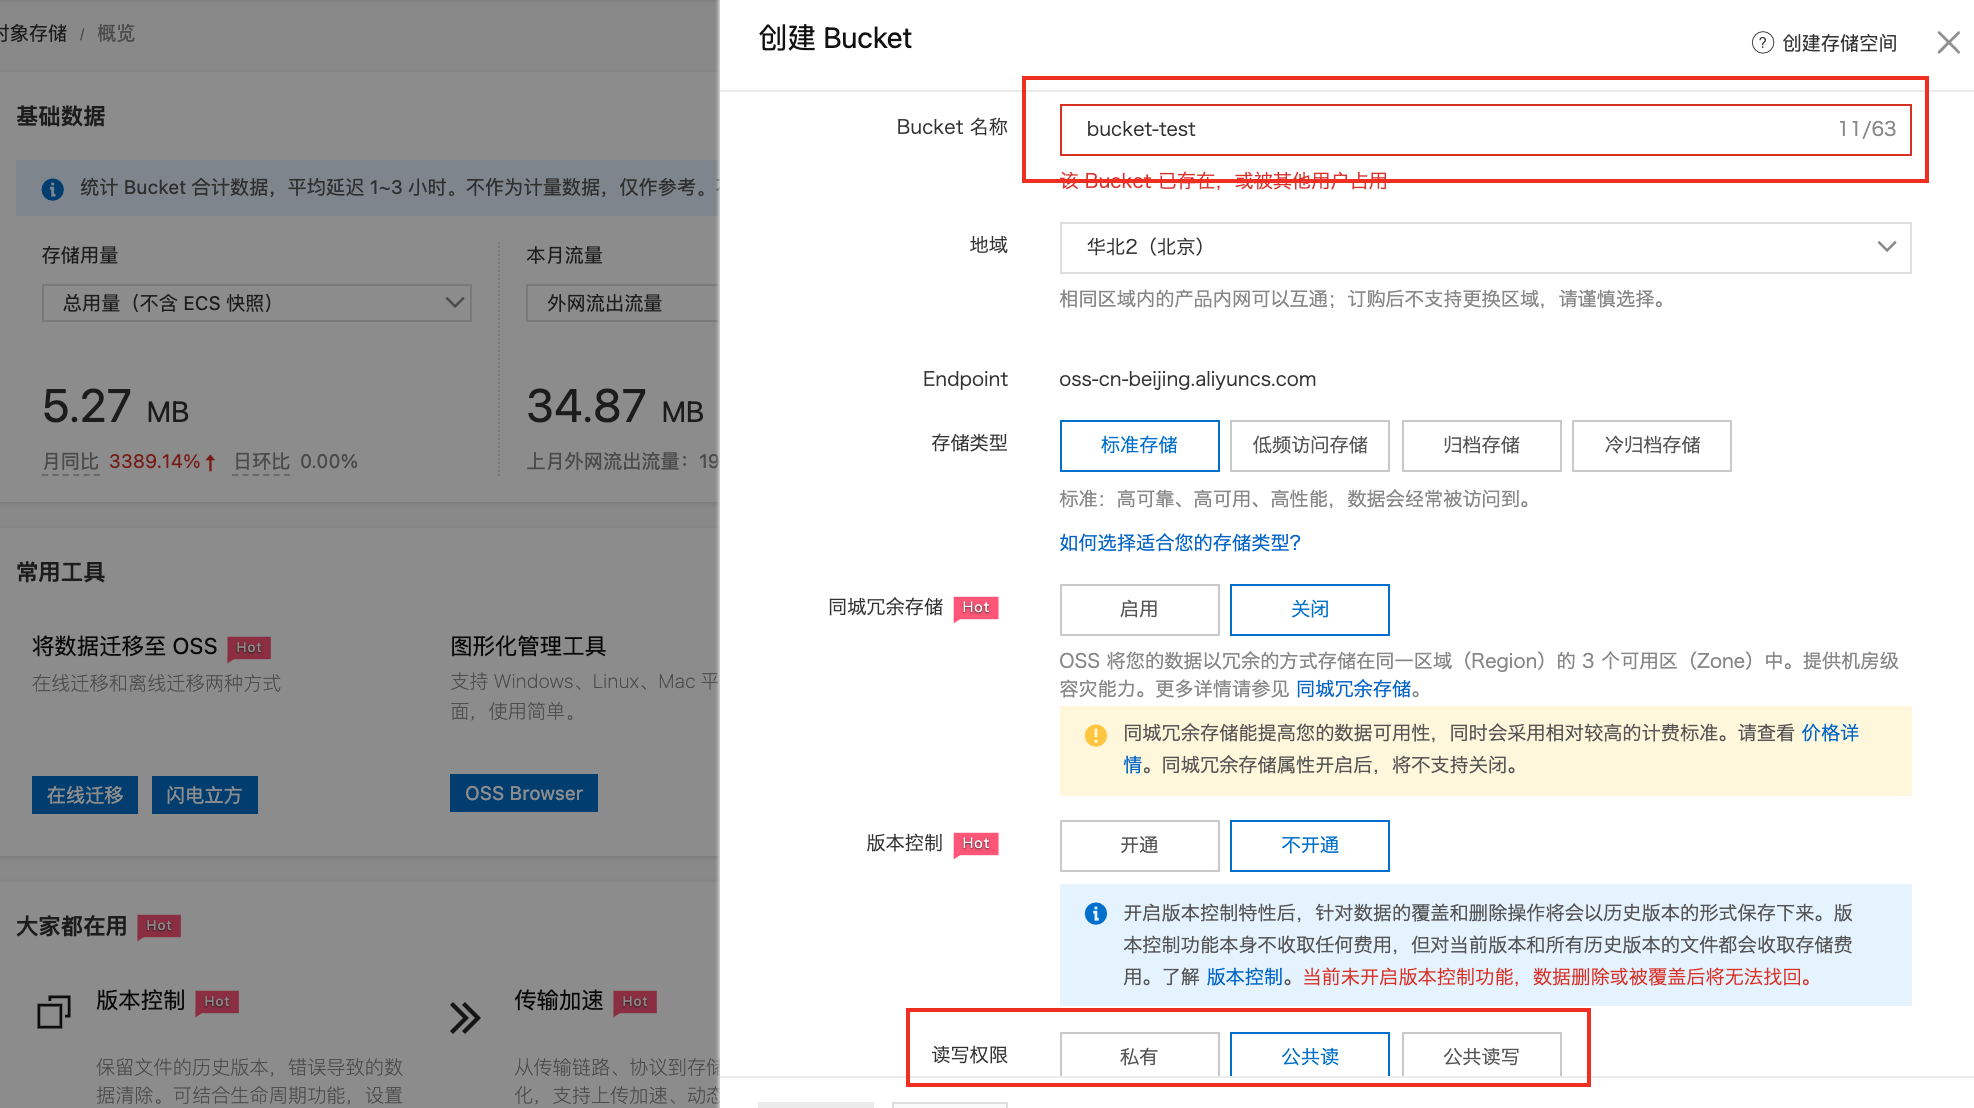 对象存储 / 概览
基础数据
统计 Bucket 合计数据，平均延迟 1~3 小时。不作为计量数据，仅作参考。
存储用量
本月流量
总用量（不含 ECS 快照）
外网流出流量
5.27 MB
34.87 MB
月同比 3389.14% 日环比 0.00%
上月外网流出流量：19
常用工具
将数据迁移至 OSS Hot
在线迁移和离线迁移两种方式
图形化管理工具
支持 Windows、Linux、Mac 平
面，使用简单。
在线迁移
闪电立方
OSS Browser
大家都在用 Hot
版本控制 Hot
保留文件的历史版本，错误导致的数
据清除。可结合生命周期功能，设置
传输加速 Hot
从传输链路、协议到存储
化，支持上传加速、动态
创建 Bucket
? 创建存储空间
Bucket 名称
bucket-test 11/63
该 Bucket 已存在，或被其他用户占用
地域
华北2（北京）
相同区域内的产品内网可以互通；订购后不支持更换区域，请谨慎选择。
Endpoint
oss-cn-beijing.aliyuncs.com
存储类型
标准存储 低频访问存储 归档存储 冷归档存储
标准：高可靠、高可用、高性能，数据会经常被访问到。
如何选择适合您的存储类型？
同城冗余存储 Hot
启用 关闭
OSS 将您的数据以冗余的方式存储在同一区域（Region）的 3 个可用区（Zone）中。提供机房级
容灾能力。更多详情请参见 同城冗余存储。
同城冗余存储能提高您的数据可用性，同时会采用相对较高的计费标准。请查看 价格详
情。同城冗余存储属性开启后，将不支持关闭。
版本控制 Hot
开通 不开通
开启版本控制特性后，针对数据的覆盖和删除操作将会以历史版本的形式保存下来。版
本控制功能本身不收取任何费用，但对当前版本和所有历史版本的文件都会收取存储费
用。了解 版本控制。当前未开启版本控制功能，数据删除或被覆盖后将无法找回。
读写权限
私有 公共读 公共读写